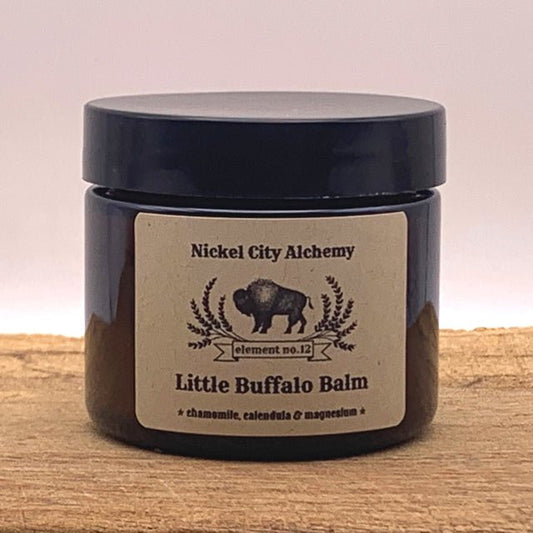 Nickel City Alchemy
element no.12
Little Buffalo Balm
★ chamomile, calendula & magnesium ★